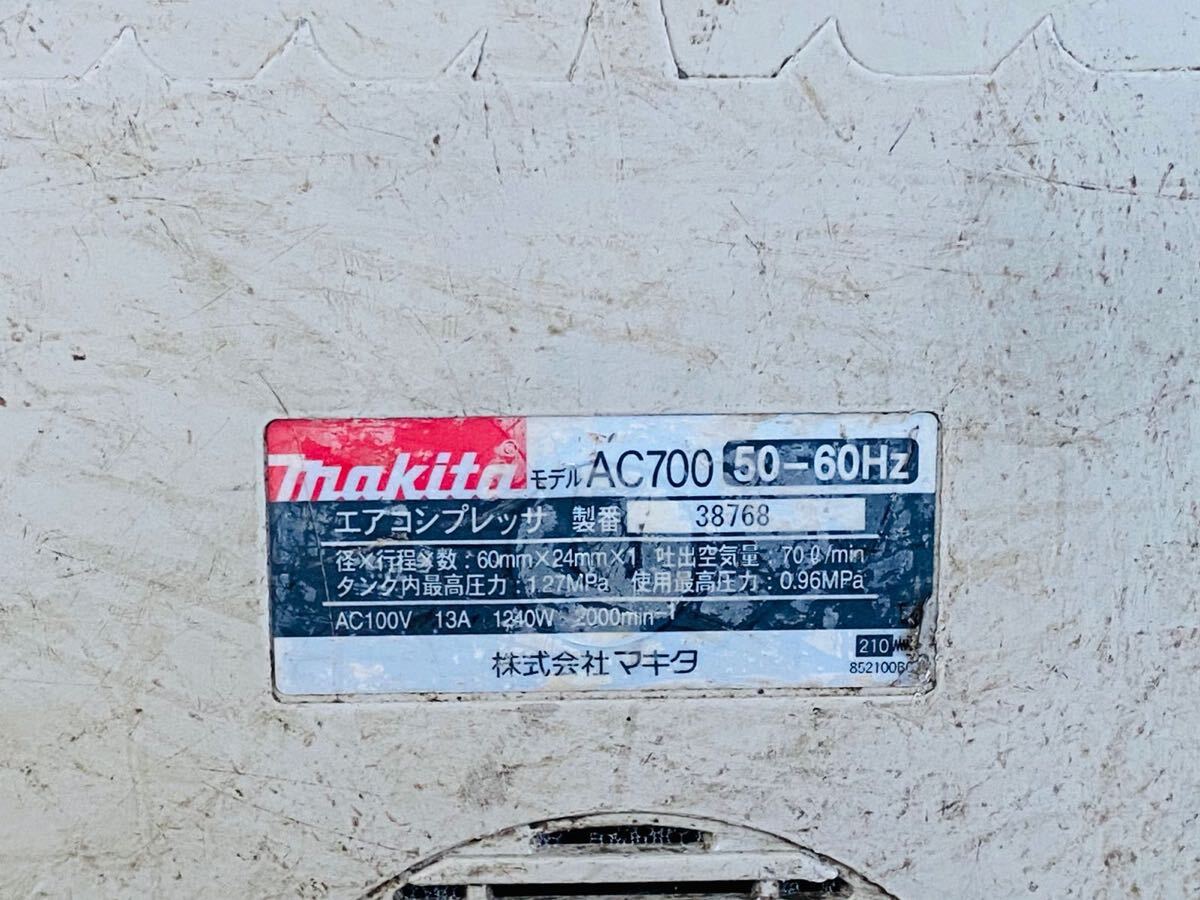 makita® モデル AC700 50-60Hz
エアコンプレッサ 製番 38768
径×行程×数:60mm×24mm×1 吐出空気量:70ℓ/min
タンク内最高圧力:1.27MPa 使用最高圧力:0.96MPa
AC100V 13A 1240W 2000min⁻¹
株式会社マキタ
210